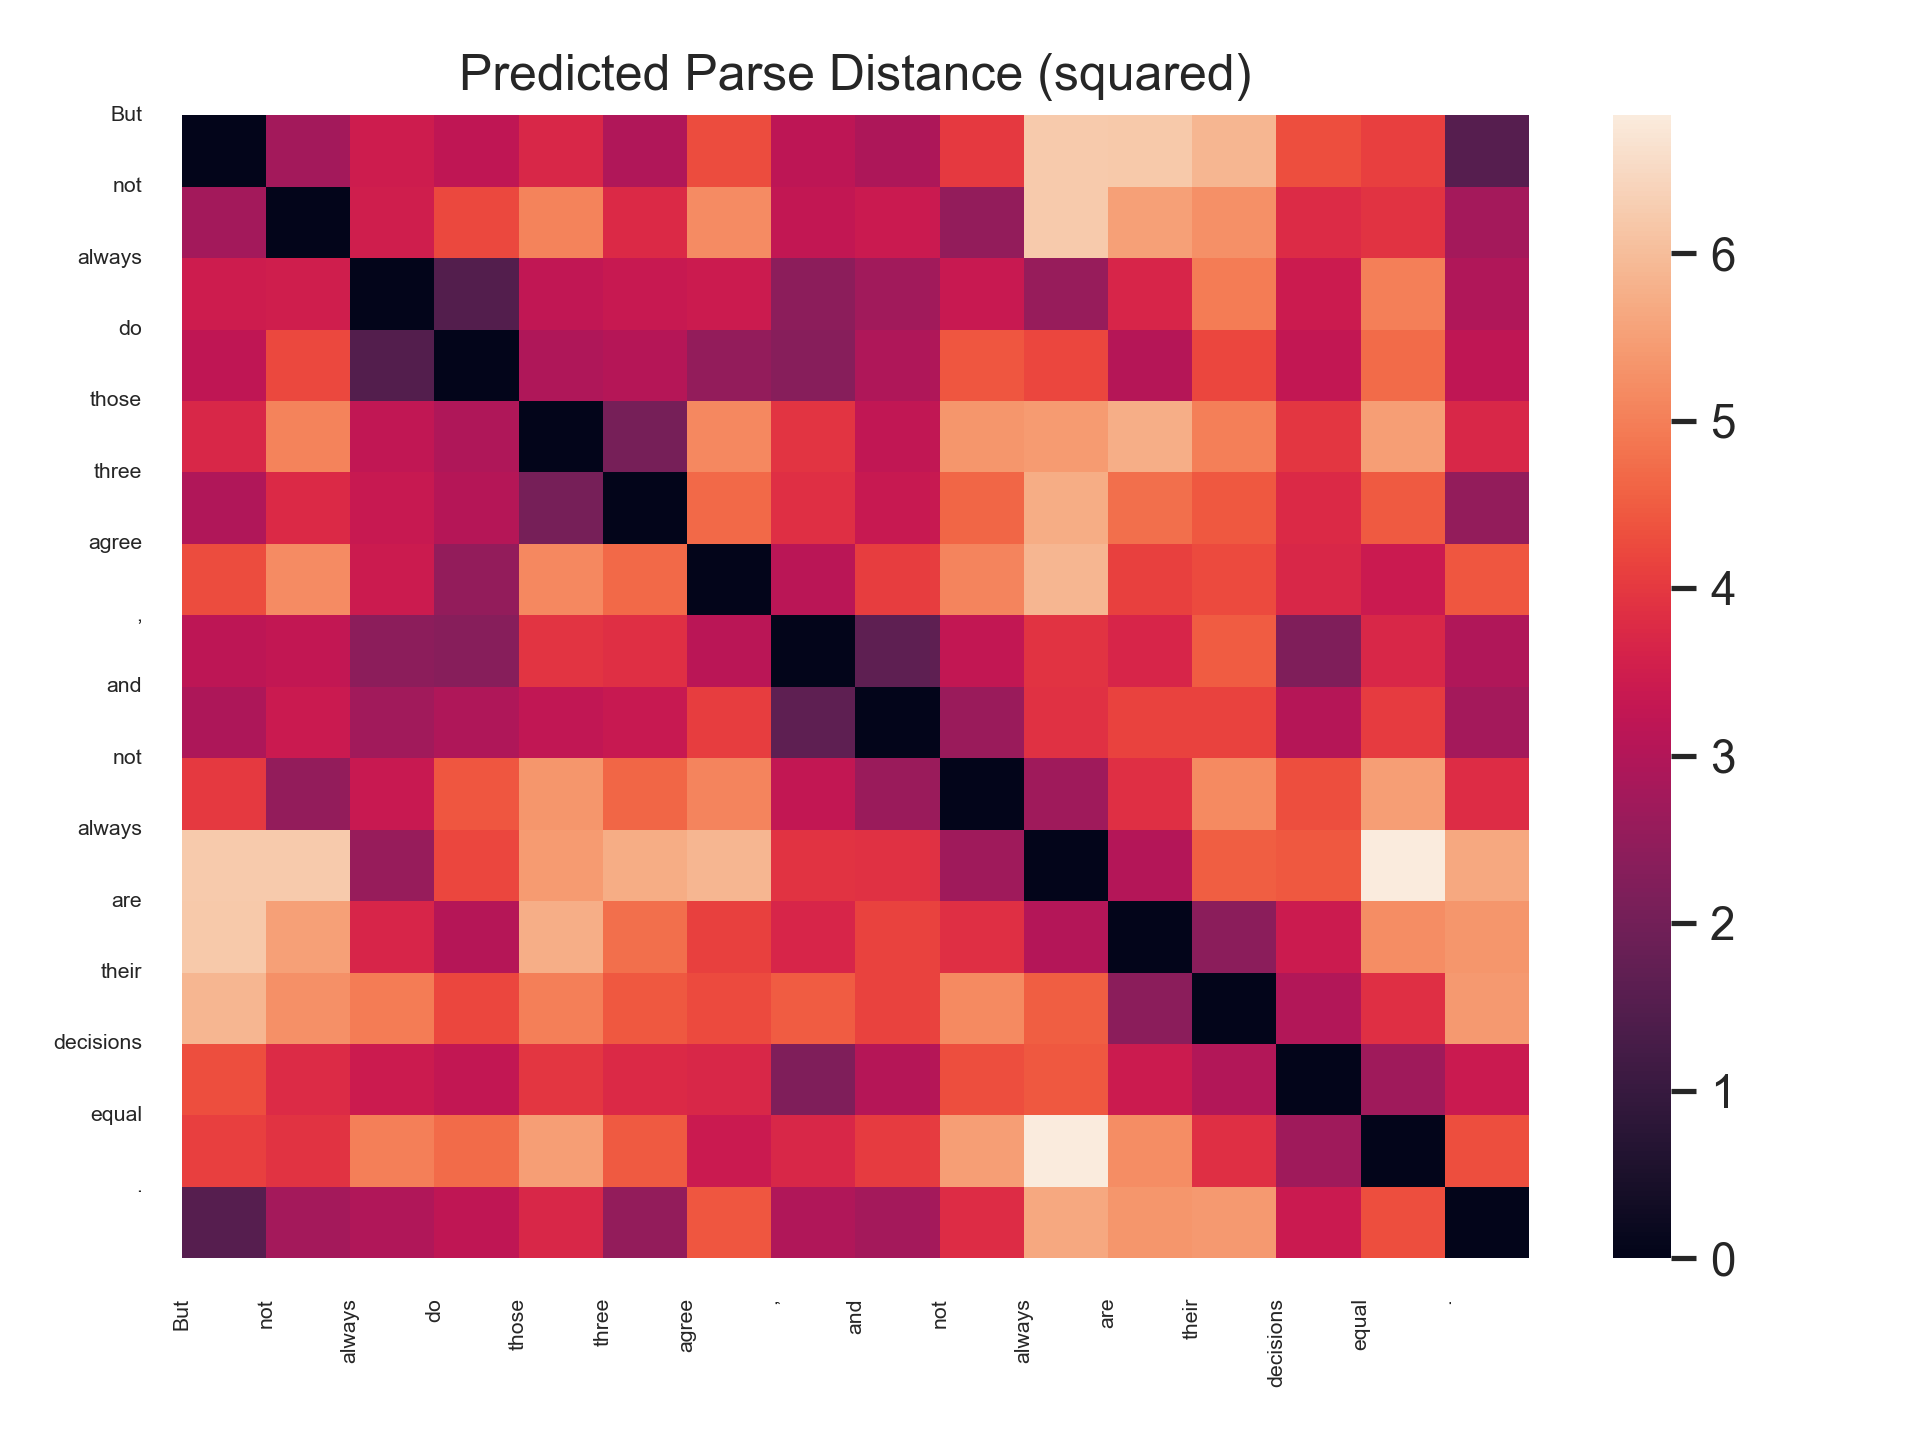 Predicted Parse Distance (squared)
But
not
always
do
those
three
agree
,
and
not
always
are
their
decisions
equal
.
6
5
4
3
2
1
0
But
not
always
do
those
three
agree
,
and
not
always
are
their
decisions
equal
.